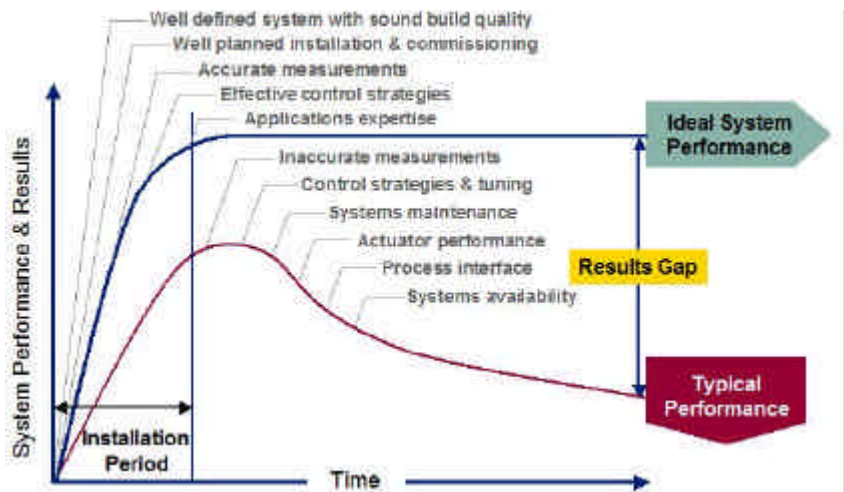 Well defined system with sound build quality
Well planned installation & commissioning
Accurate measurements
Effective control strategies
Applications expertise
Ideal System
Performance
Inaccurate measurements
Control strategies & tuning
Systems maintenance
Actuator performance
Process interface
Systems availability
Results Gap
System Performance & Results
Typical
Performance
Installation
Period
Time